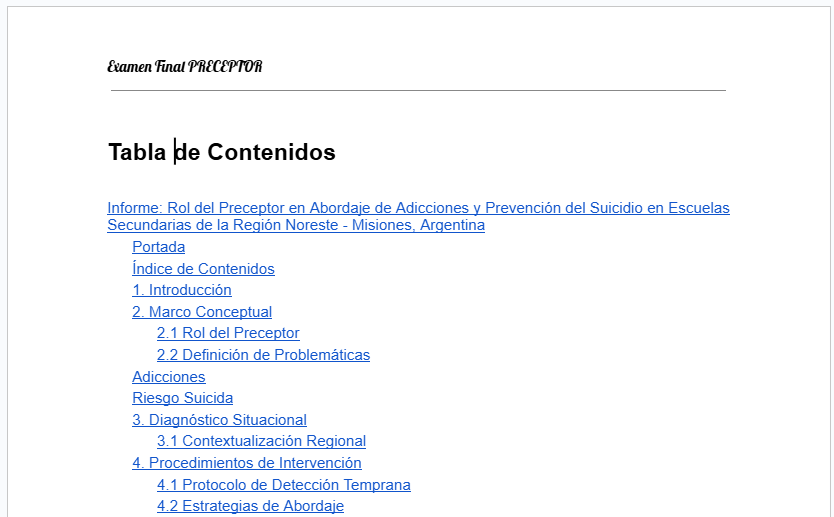 Examen Final PRECEPTOR
Tabla de Contenidos
Informe: Rol del Preceptor en Abordaje de Adicciones y Prevención del Suicidio en Escuelas
Secundarias de la Región Noreste - Misiones, Argentina
Portada
Índice de Contenidos
1. Introducción
2. Marco Conceptual
2.1 Rol del Preceptor
2.2 Definición de Problemáticas
Adicciones
Riesgo Suicida
3. Diagnóstico Situacional
3.1 Contextualización Regional
4. Procedimientos de Intervención
4.1 Protocolo de Detección Temprana
4.2 Estrategias de Abordaje